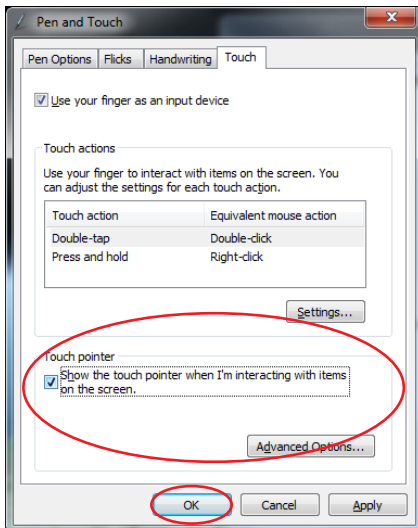 Pen and Touch
Pen Options Flicks Handwriting Touch
Use your finger as an input device
Touch actions
Use your finger to interact with items on the screen. You
can adjust the settings for each touch action.
Touch action Equivalent mouse action
Double-tap Double-click
Press and hold Right-click
Settings...
Touch pointer
Show the touch pointer when I'm interacting with items
on the screen.
Advanced Options...
OK Cancel Apply